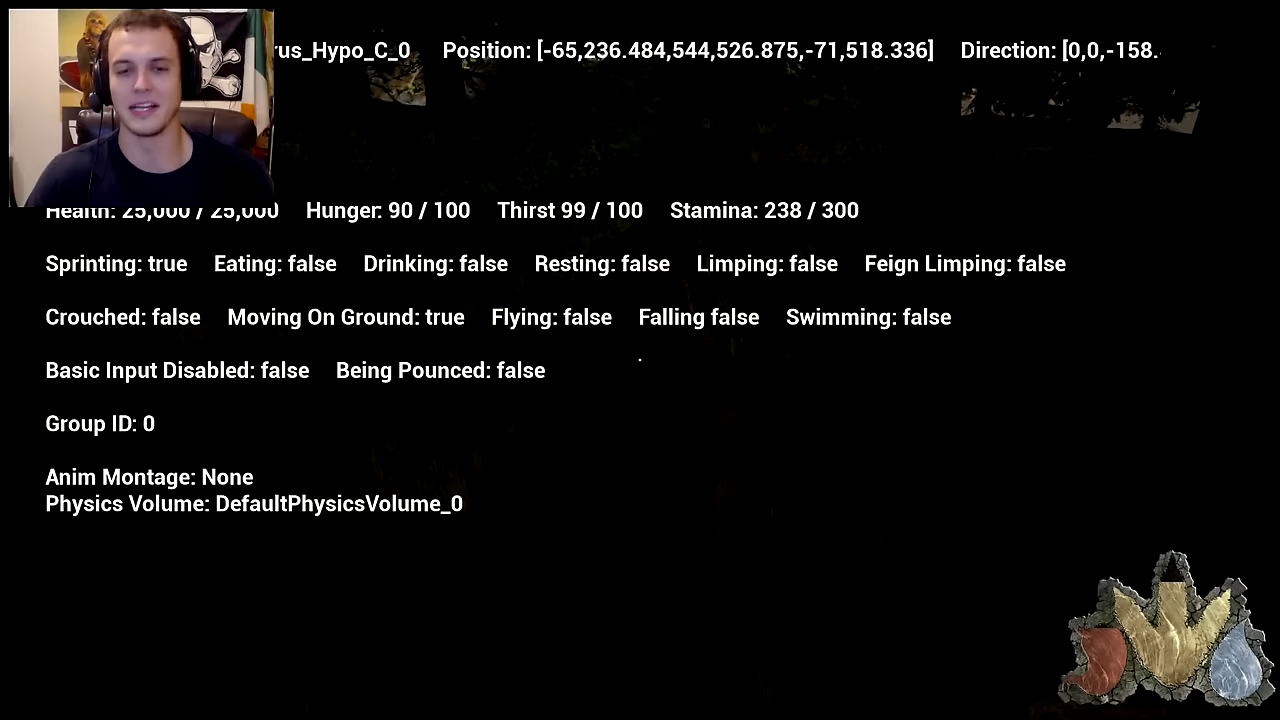 rus_Hypo_C_0 Position: [-65,236.484,544,526.875,-71,518.336] Direction: [0,0,-158.
Health: 25,000 / 25,000 Hunger: 90 / 100 Thirst 99 / 100 Stamina: 238 / 300
Sprinting: true Eating: false Drinking: false Resting: false Limping: false Feign Limping: false
Crouched: false Moving On Ground: true Flying: false Falling false Swimming: false
Basic Input Disabled: false Being Pounced: false
Group ID: 0
Anim Montage: None
Physics Volume: DefaultPhysicsVolume_0